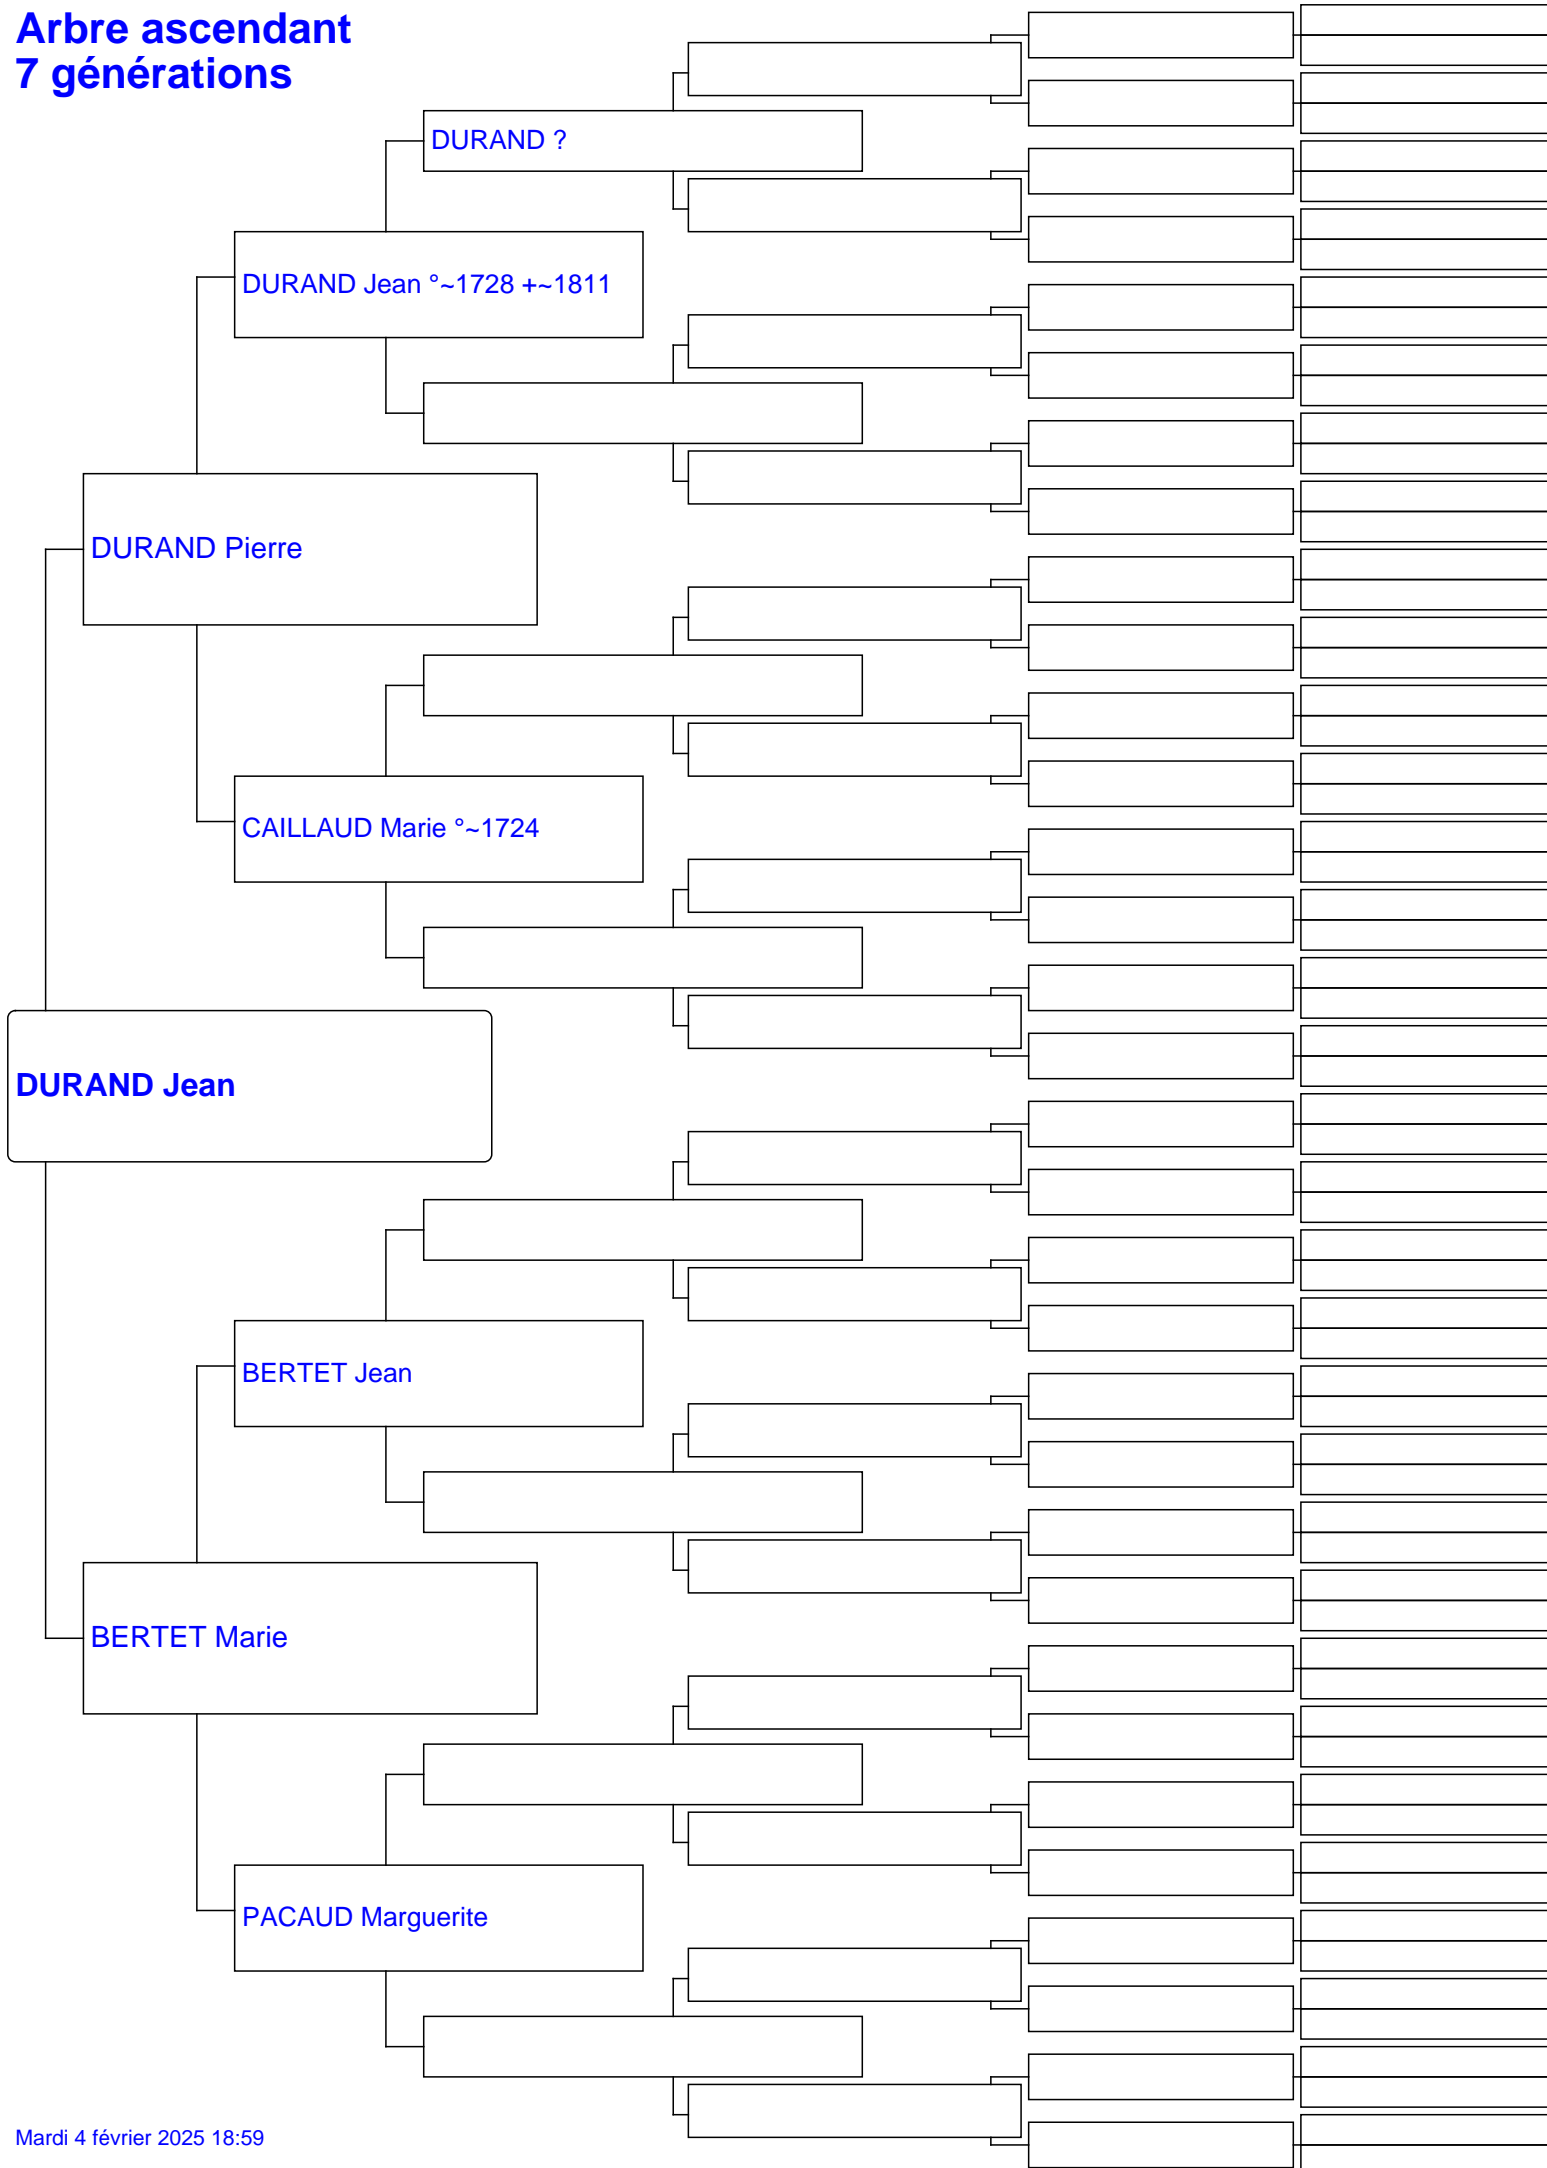 Arbre ascendant
7 générations
DURAND ?
DURAND Jean °~1728 +~1811
DURAND Pierre
CAILLAUD Marie °~1724
DURAND Jean
BERTET Jean
BERTET Marie
PACAUD Marguerite
Mardi 4 février 2025 18:59